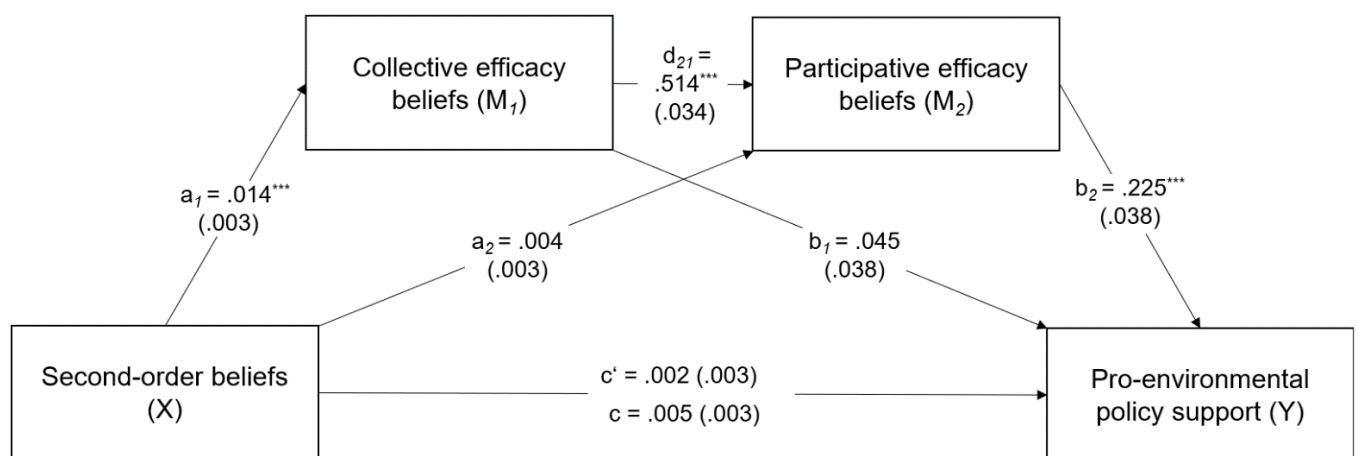 Collective efficacy
beliefs (M1)
d21 =
.514***
(.034)
Participative efficacy
beliefs (M2)
a1 = .014***
(.003)
a2 = .004
(.003)
b1 = .045
(.038)
b2 = .225***
(.038)
Second-order beliefs
(X)
c‘ = .002 (.003)
c = .005 (.003)
Pro-environmental
policy support (Y)